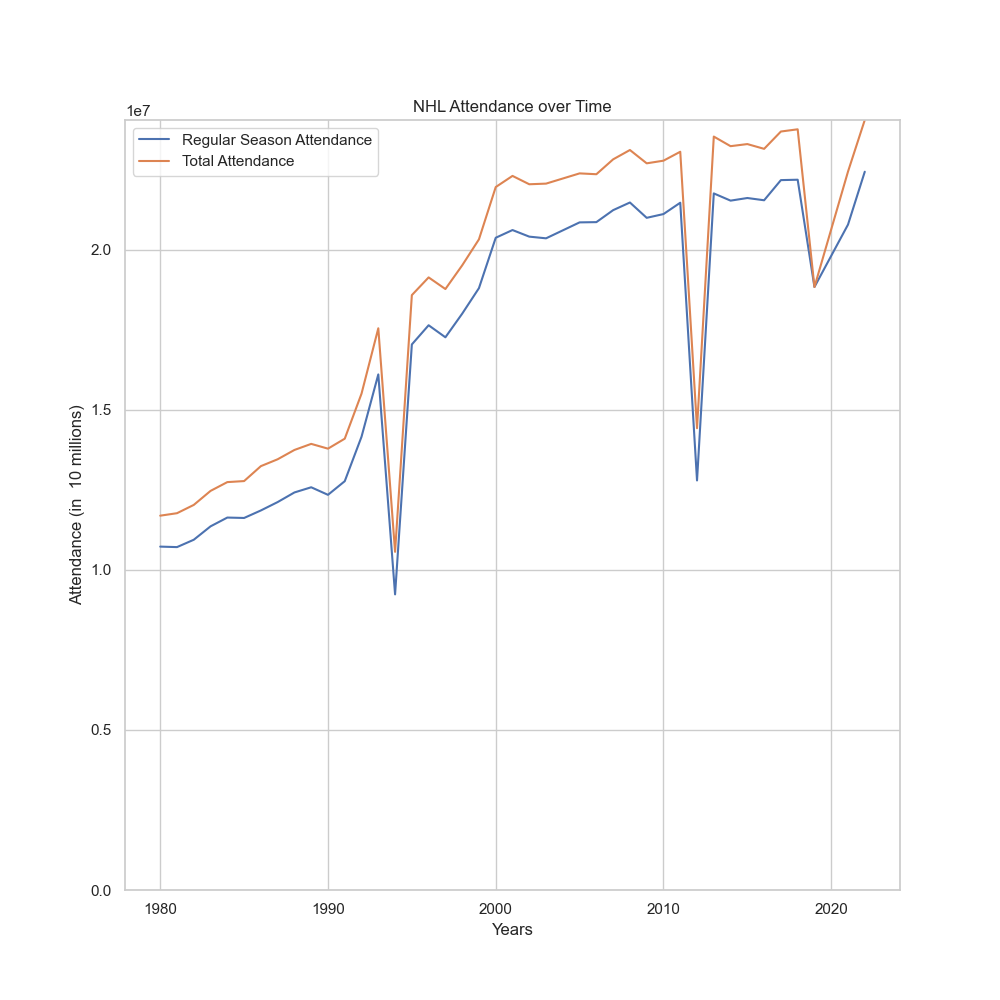 NHL Attendance over Time
1e7
Regular Season Attendance
Total Attendance
2.0
1.5
1.0
0.5
0.0
Attendance (in  10 millions)
1980 1990 2000 2010 2020
Years